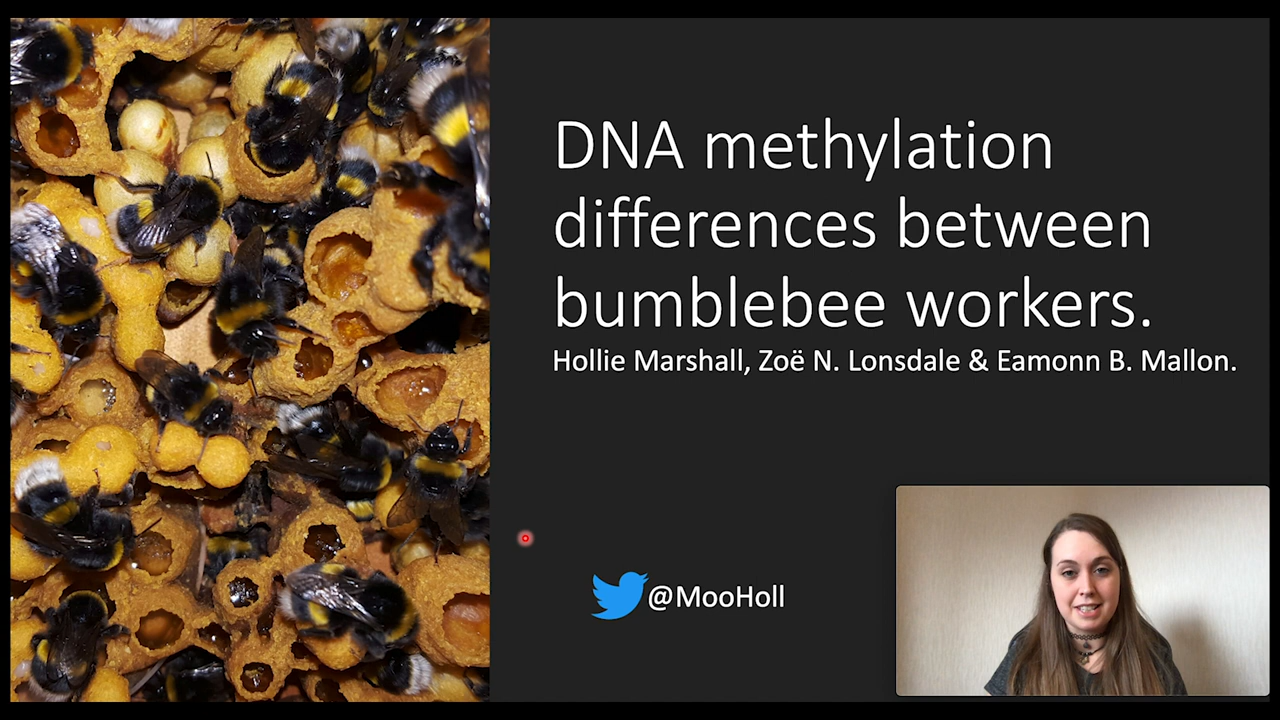 DNA methylation
differences between
bumblebee workers.
Hollie Marshall, Zoë N. Lonsdale & Eamonn B. Mallon.
@MooHoll